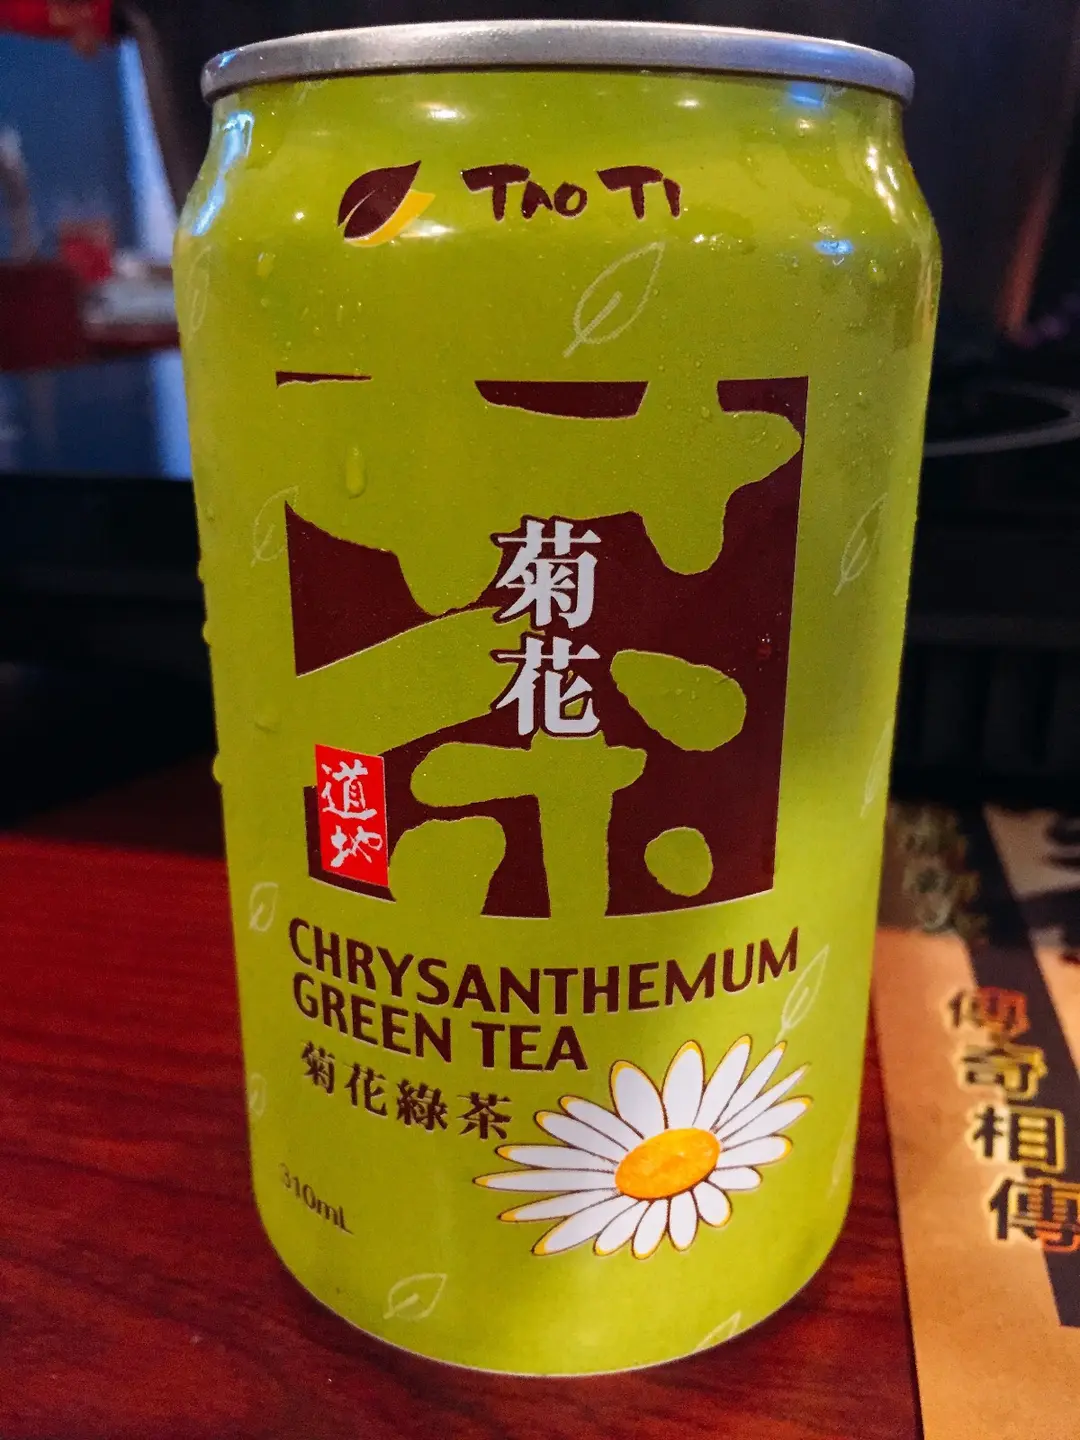 TAO TI
茶
菊花
道地
CHRYSANTHEMUM
GREEN TEA
菊花綠茶
310mL
傳奇相傳